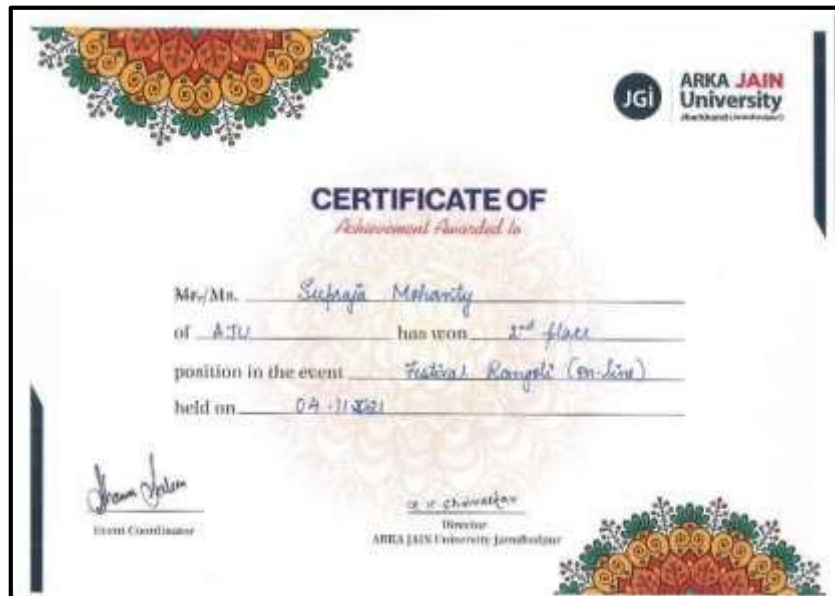 JGi
ARKA JAIN
University
Jharkhand
CERTIFICATE OF
Achievement Awarded to
Mr./Ms. Supraja Mohanty
of AJU has won 2nd place
position in the event Festival Rangoli (on-line)
held on 04.11.2021
Event Coordinator
Director
ARKA JAIN University Jamshedpur